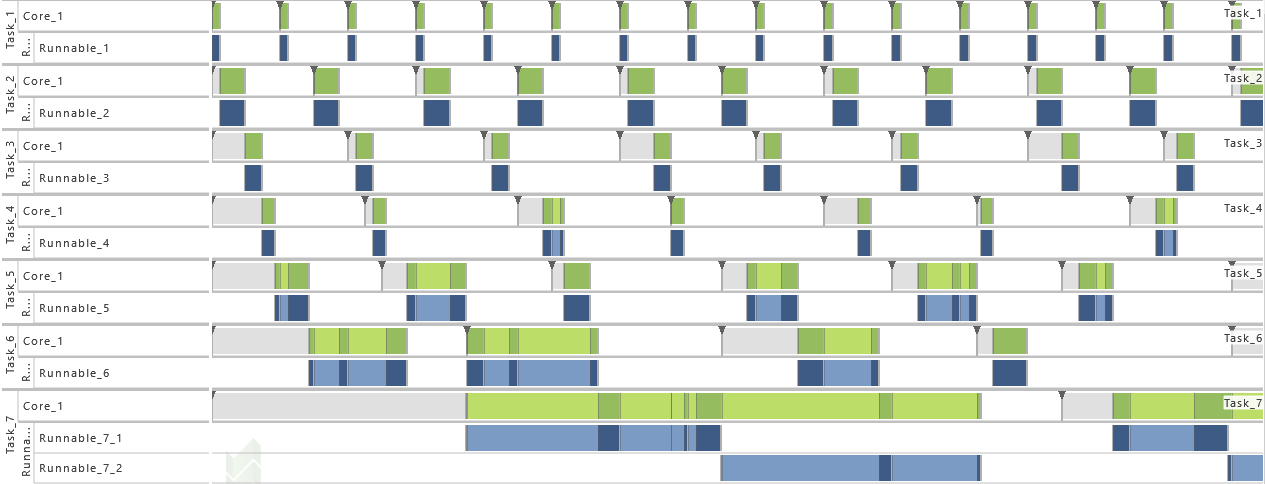 Task_1
Core_1
Task_1
R...
Runnable_1
Task_2
Core_1
Task_2
R...
Runnable_2
Task_3
Core_1
Task_3
R...
Runnable_3
Task_4
Core_1
Task_4
R...
Runnable_4
Task_5
Core_1
Task_5
R...
Runnable_5
Task_6
Core_1
Task_6
R...
Runnable_6
Task_7
Core_1
Task_7
Runna...
Runnable_7_1
Runnable_7_2